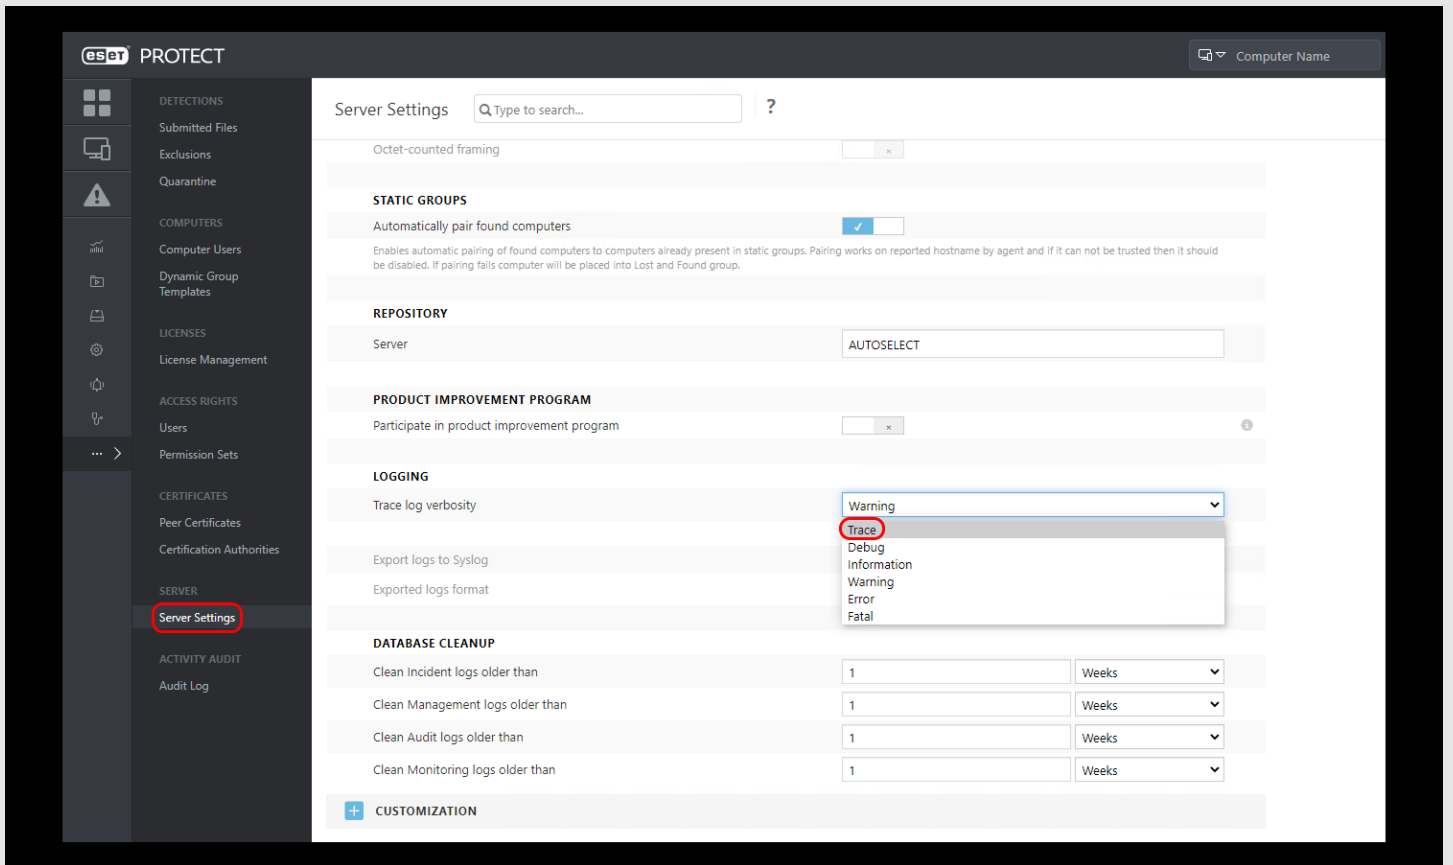 eset PROTECT
Computer Name
DETECTIONS
Submitted Files
Exclusions
Quarantine
COMPUTERS
Computer Users
Dynamic Group
Templates
LICENSES
License Management
ACCESS RIGHTS
Users
Permission Sets
CERTIFICATES
Peer Certificates
Certification Authorities
SERVER
Server Settings
ACTIVITY AUDIT
Audit Log
Server Settings
Type to search...
?
Octet-counted framing
STATIC GROUPS
Automatically pair found computers
Enables automatic pairing of found computers to computers already present in static groups. Pairing works on reported hostname by agent and if it can not be trusted then it should
be disabled. If pairing fails computer will be placed into Lost and Found group.
REPOSITORY
Server
AUTOSELECT
PRODUCT IMPROVEMENT PROGRAM
Participate in product improvement program
LOGGING
Trace log verbosity
Warning
Trace
Debug
Information
Warning
Error
Fatal
Export logs to Syslog
Exported logs format
DATABASE CLEANUP
Clean Incident logs older than
1
Weeks
Clean Management logs older than
1
Weeks
Clean Audit logs older than
1
Weeks
Clean Monitoring logs older than
1
Weeks
CUSTOMIZATION